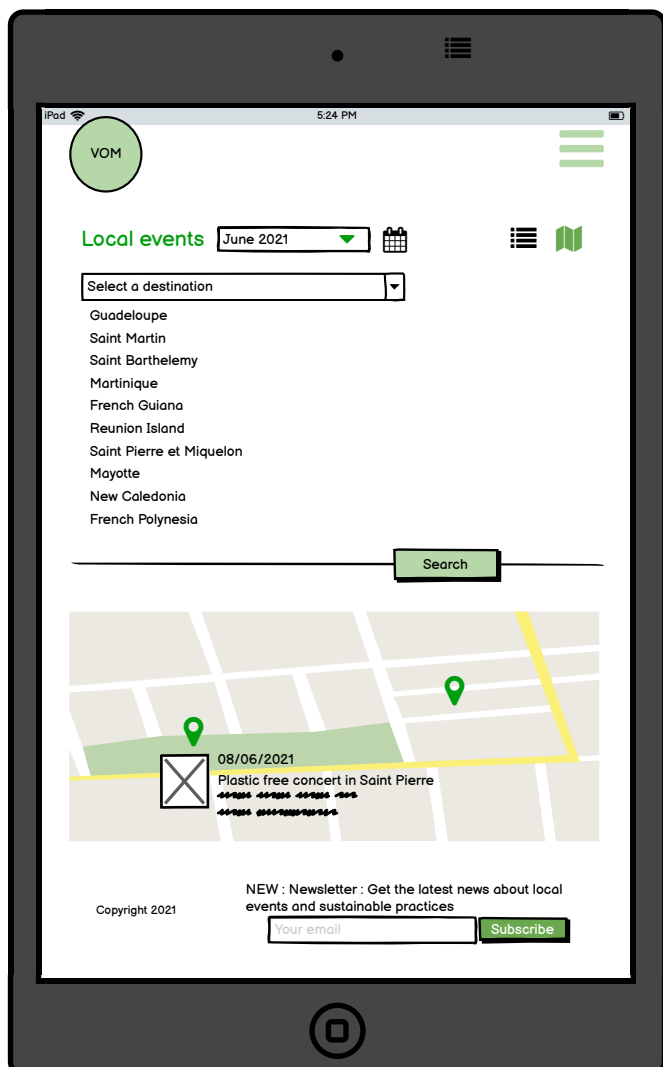 iPad 5:24 PM
VOM
Local events June 2021
Select a destination
Guadeloupe
Saint Martin
Saint Barthelemy
Martinique
French Guiana
Reunion Island
Saint Pierre et Miquelon
Mayotte
New Caledonia
French Polynesia
Search
08/06/2021
Plastic free concert in Saint Pierre
Copyright 2021
NEW : Newsletter : Get the latest news about local
events and sustainable practices
Your email Subscribe